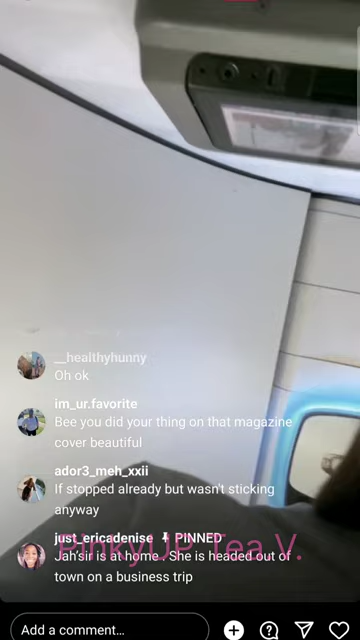 __healthyhunny
Oh ok
im_ur.favorite
Bee you did your thing on that magazine
cover beautiful
ador3_meh_xxii
If stopped already but wasn't sticking
anyway
just_ericadenise PINNED
PinkyUP Tea V.
Jah'sir is at home . She is headed out of
town on a business trip
Add a comment...